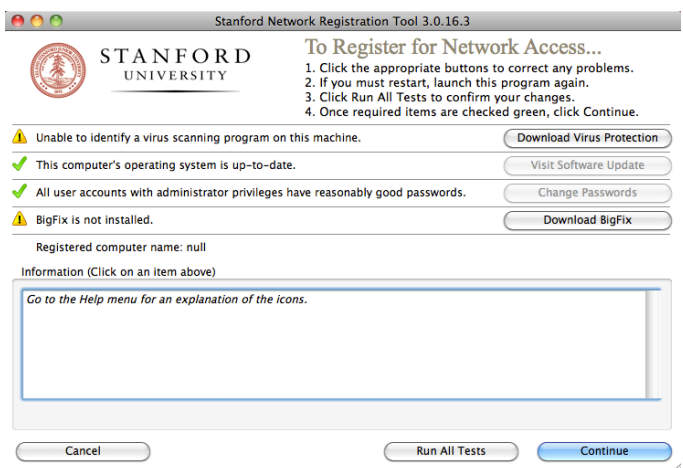 Stanford Network Registration Tool 3.0.16.3
STANFORD
UNIVERSITY
To Register for Network Access...
1. Click the appropriate buttons to correct any problems.
2. If you must restart, launch this program again.
3. Click Run All Tests to confirm your changes.
4. Once required items are checked green, click Continue.
Unable to identify a virus scanning program on this machine.
Download Virus Protection
This computer's operating system is up-to-date.
Visit Software Update
All user accounts with administrator privileges have reasonably good passwords.
Change Passwords
BigFix is not installed.
Download BigFix
Registered computer name: null
Information (Click on an item above)
Go to the Help menu for an explanation of the icons.
Cancel
Run All Tests
Continue